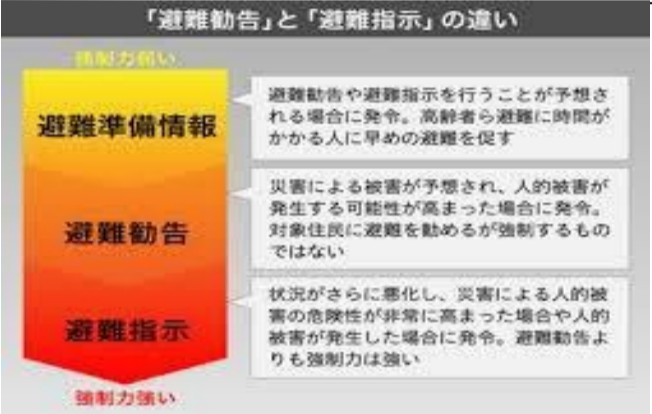 「避難勧告」と「避難指示」の違い
強制力弱い
避難準備情報
避難勧告や避難指示を行うことが予想さ
れる場合に発令。高齢者ら避難に時間が
かかる人に早めの避難を促す
避難勧告
災害による被害が予想され、人的被害が
発生する可能性が高まった場合に発令。
対象住民に避難を勧めるが強制するもの
ではない
避難指示
状況がさらに悪化し、災害による人的被
害の危険性が非常に高まった場合や人的
被害が発生した場合に発令。避難勧告よ
りも強制力は強い
強制力強い